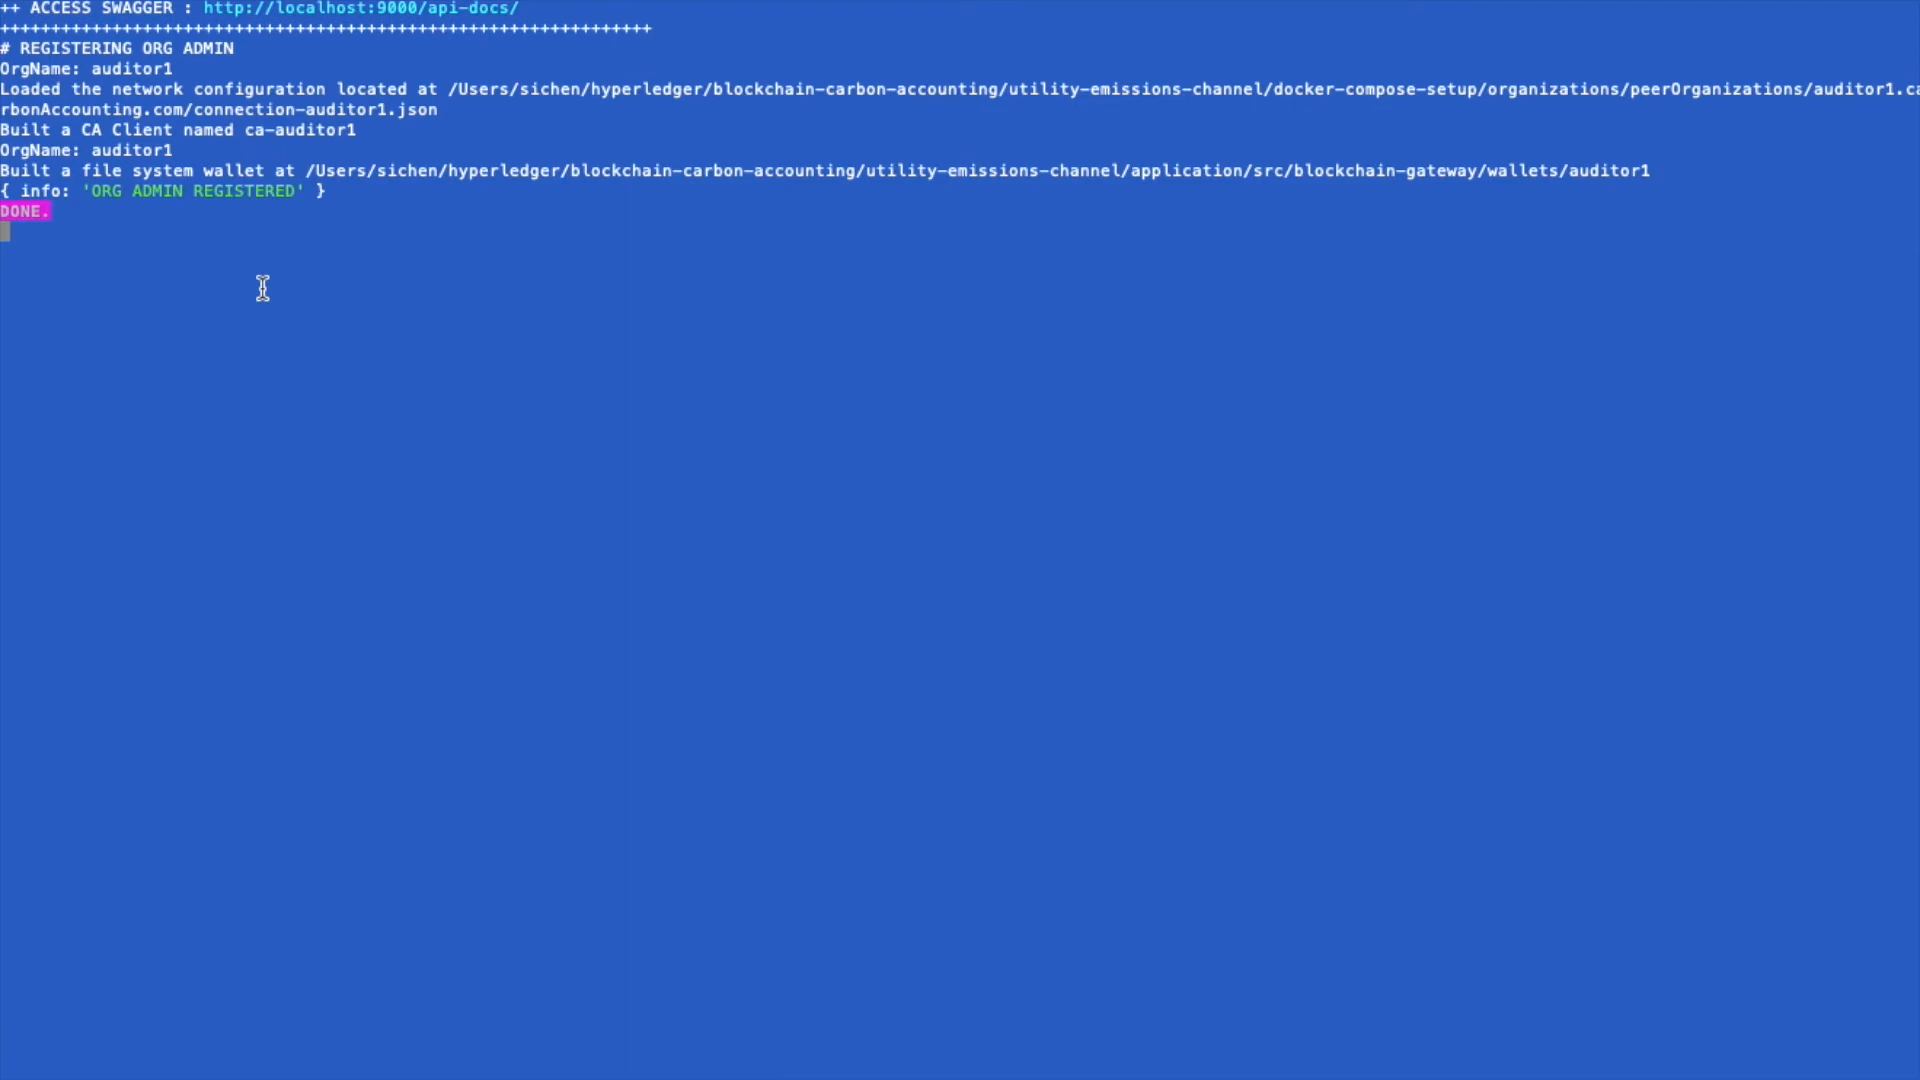 ++ ACCESS SWAGGER : http://localhost:9000/api-docs/
++++++++++++++++++++++++++++++++++++++++++++++++++++++++++++++++
# REGISTERING ORG ADMIN
OrgName: auditor1
Loaded the network configuration located at /Users/sichen/hyperledger/blockchain-carbon-accounting/utility-emissions-channel/docker-compose-setup/organizations/peerOrganizations/auditor1.ca
rbonAccounting.com/connection-auditor1.json
Built a CA Client named ca-auditor1
OrgName: auditor1
Built a file system wallet at /Users/sichen/hyperledger/blockchain-carbon-accounting/utility-emissions-channel/application/src/blockchain-gateway/wallets/auditor1
{ info: 'ORG ADMIN REGISTERED' }
DONE.